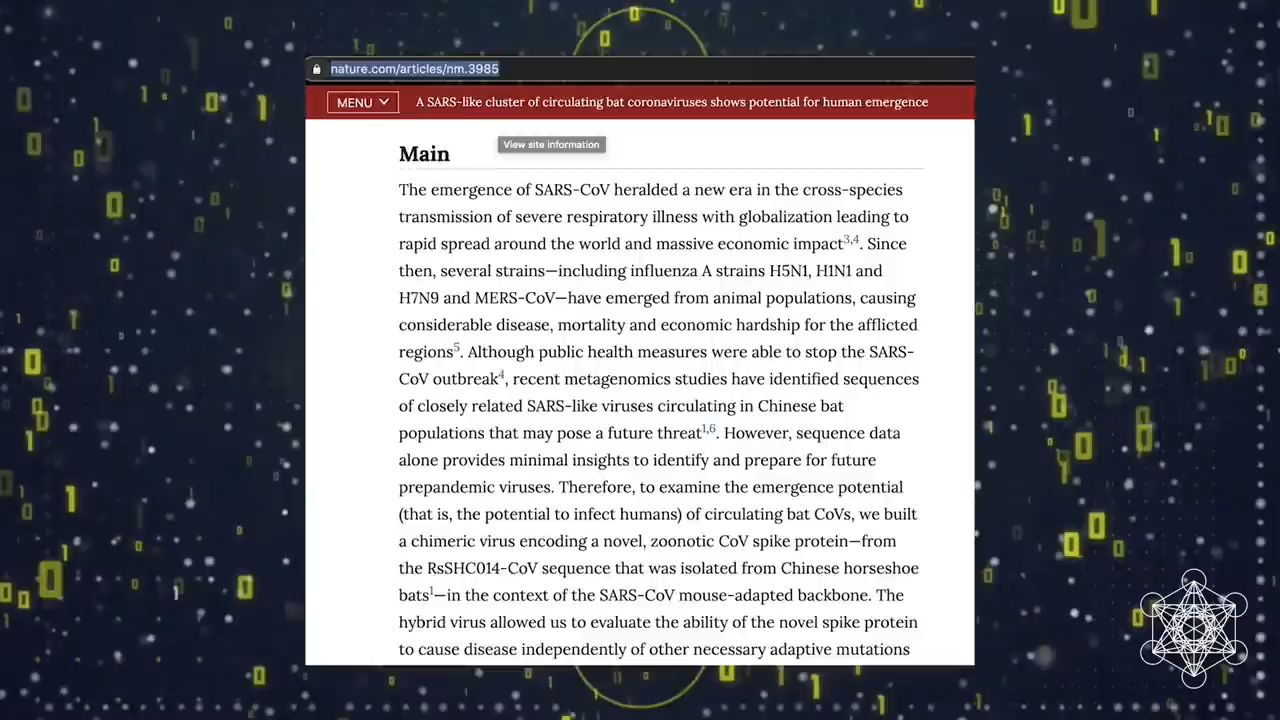 nature.com/articles/nm.3985
MENU
A SARS-like cluster of circulating bat coronaviruses shows potential for human emergence
View site information
Main
The emergence of SARS-CoV heralded a new era in the cross-species
transmission of severe respiratory illness with globalization leading to
rapid spread around the world and massive economic impact3,4. Since
then, several strains—including influenza A strains H5N1, H1N1 and
H7N9 and MERS-CoV—have emerged from animal populations, causing
considerable disease, mortality and economic hardship for the afflicted
regions5. Although public health measures were able to stop the SARS-
CoV outbreak4, recent metagenomics studies have identified sequences
of closely related SARS-like viruses circulating in Chinese bat
populations that may pose a future threat1,6. However, sequence data
alone provides minimal insights to identify and prepare for future
prepandemic viruses. Therefore, to examine the emergence potential
(that is, the potential to infect humans) of circulating bat CoVs, we built
a chimeric virus encoding a novel, zoonotic CoV spike protein—from
the RsSHC014-CoV sequence that was isolated from Chinese horseshoe
bats1—in the context of the SARS-CoV mouse-adapted backbone. The
hybrid virus allowed us to evaluate the ability of the novel spike protein
to cause disease independently of other necessary adaptive mutations